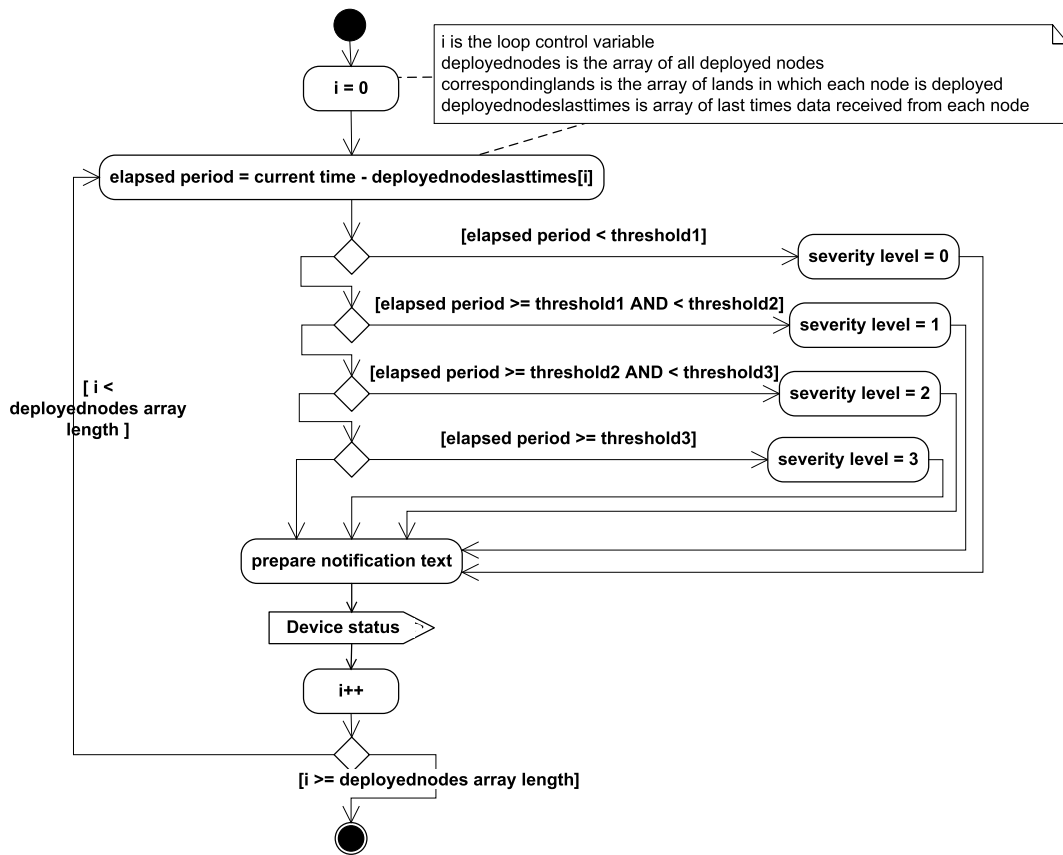 i is the loop control variable
deployednodes is the array of all deployed nodes
correspondinglands is the array of lands in which each node is deployed
deployednodeslasttimes is array of last times data received from each node
i = 0
elapsed period = current time - deployednodeslasttimes[i]
[elapsed period < threshold1]
severity level = 0
[elapsed period >= threshold1 AND < threshold2]
severity level = 1
[elapsed period >= threshold2 AND < threshold3]
severity level = 2
[ i <
deployednodes array
length ]
[elapsed period >= threshold3]
severity level = 3
prepare notification text
Device status
i++
[i >= deployednodes array length]